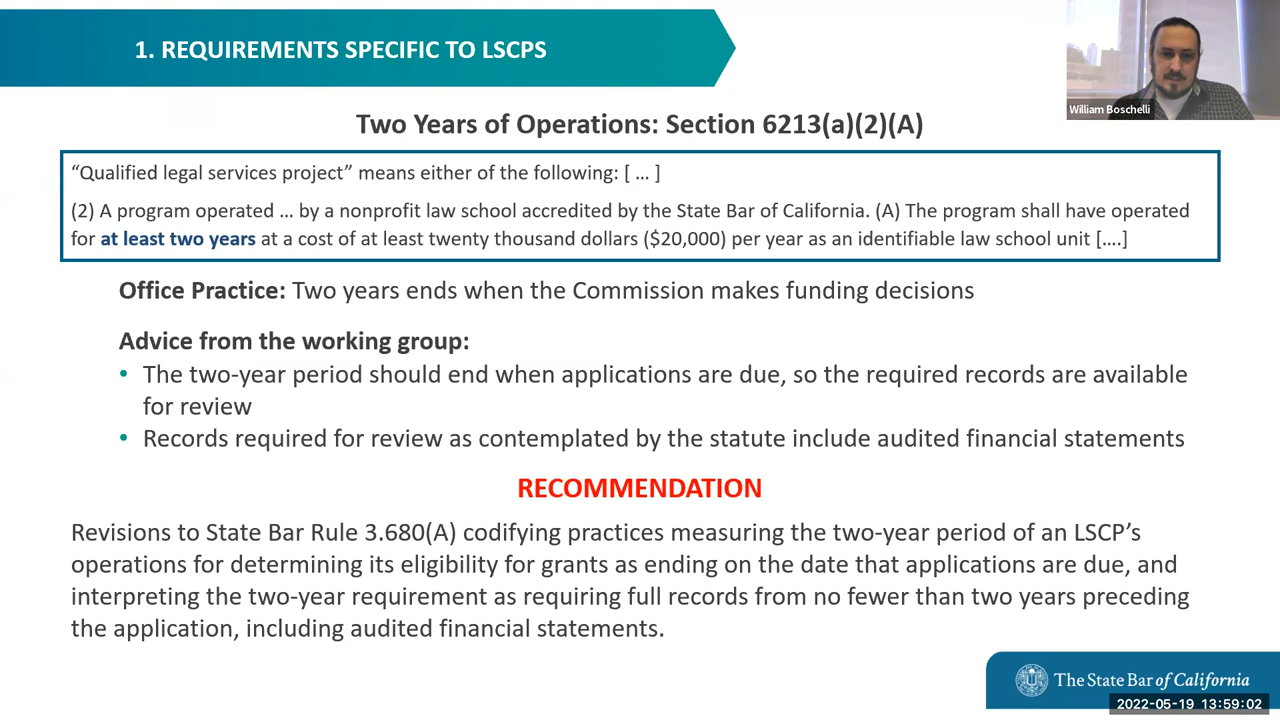 1. REQUIREMENTS SPECIFIC TO LSCPS
William Boschelli
Two Years of Operations: Section 6213(a)(2)(A)
“Qualified legal services project” means either of the following: [ … ]
(2) A program operated … by a nonprofit law school accredited by the State Bar of California. (A) The program shall have operated
for at least two years at a cost of at least twenty thousand dollars ($20,000) per year as an identifiable law school unit [….]
Office Practice: Two years ends when the Commission makes funding decisions
Advice from the working group:
• The two-year period should end when applications are due, so the required records are available
for review
• Records required for review as contemplated by the statute include audited financial statements
RECOMMENDATION
Revisions to State Bar Rule 3.680(A) codifying practices measuring the two-year period of an LSCP’s
operations for determining its eligibility for grants as ending on the date that applications are due, and
interpreting the two-year requirement as requiring full records from no fewer than two years preceding
the application, including audited financial statements.
The State Bar of California
2022-05-19 13:59:02